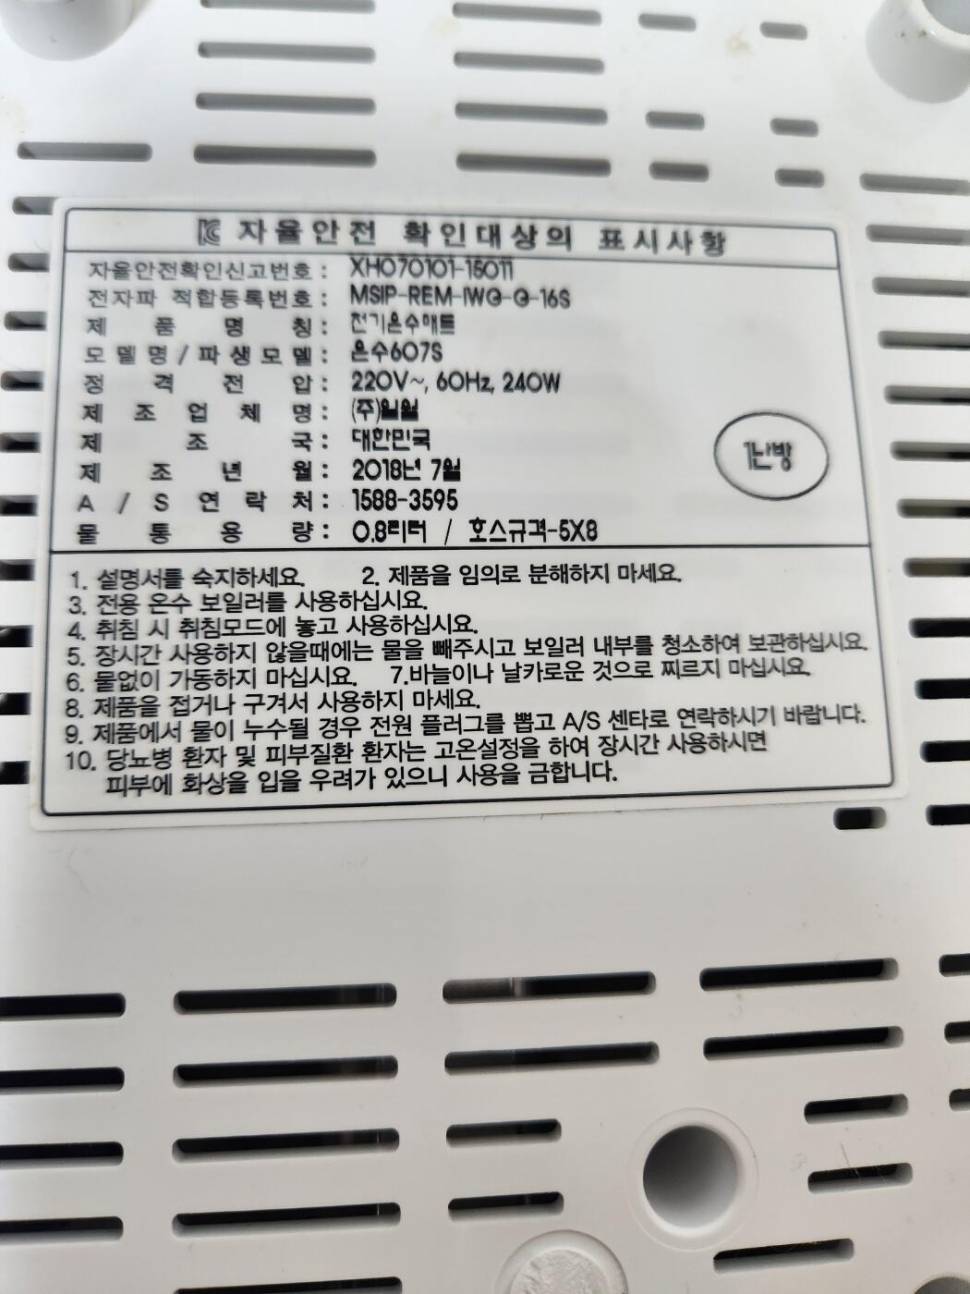 자율안전 확인대상의 표시사항
자율안전확인신고번호 : XH070101-15011
전자파 적합등록번호 : MSIP-REM-IWO-O-16S
제 품 명 칭 : 전기온수매트
모델명/파생모델 : 온수607S
정 격 전 압 : 220V~, 60Hz, 240W
제 조 업 체 명 : (주)일월
제 조 국 : 대한민국
제 조 년 월 : 2018년 7월
A / S 연 락 처 : 1588-3595
물 통 용 량 : 0.8리터 / 호스규격-5X8
1난방
1. 설명서를 숙지하세요. 2. 제품을 임의로 분해하지 마세요.
3. 전용 온수 보일러를 사용하십시요.
4. 취침 시 취침모드에 놓고 사용하십시요.
5. 장시간 사용하지 않을때에는 물을 빼주시고 보일러 내부를 청소하여 보관하십시요.
6. 물없이 가동하지 마십시요. 7.바늘이나 날카로운 것으로 찌르지 마십시요.
8. 제품을 접거나 구겨서 사용하지 마세요.
9. 제품에서 물이 누수될 경우 전원 플러그를 뽑고 A/S 센타로 연락하시기 바랍니다.
10. 당뇨병 환자 및 피부질환 환자는 고온설정을 하여 장시간 사용하시면
피부에 화상을 입을 우려가 있으니 사용을 금합니다.